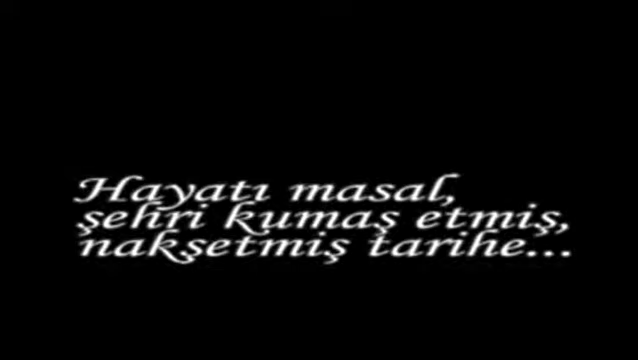 Hayatı masal,
şehri kumaş etmiş,
nakşetmiş tarihe...